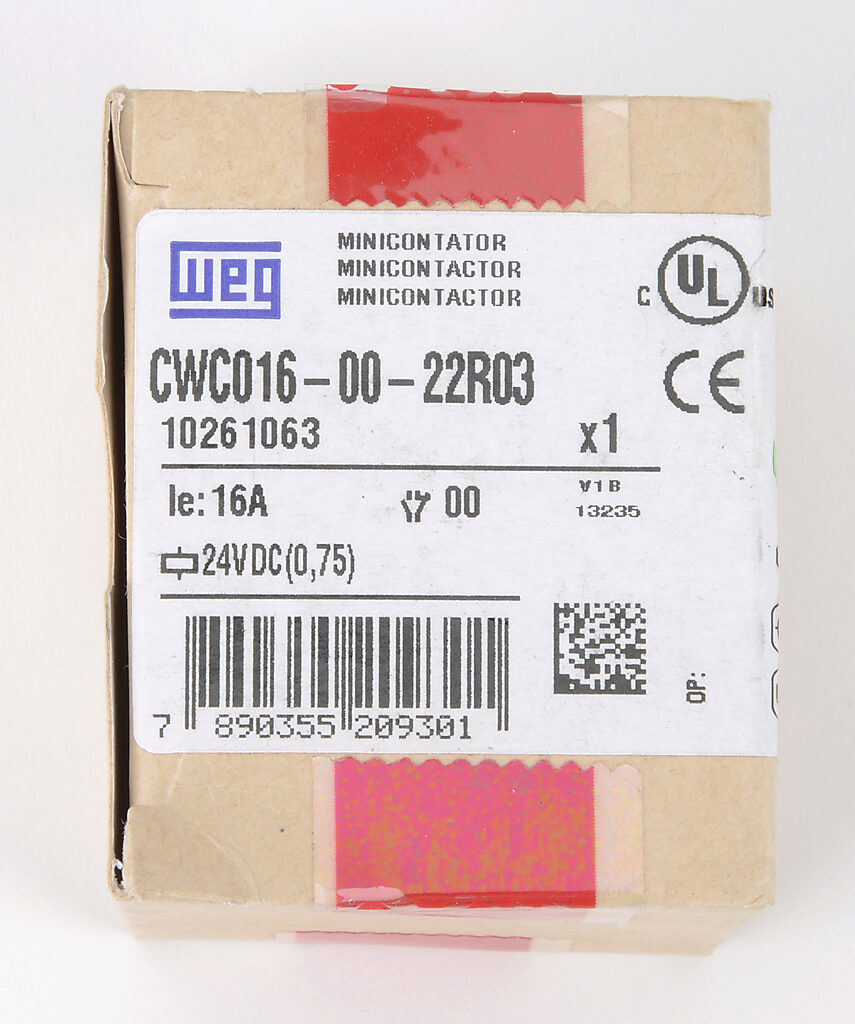 weg
MINICONTATOR
MINICONTACTOR
MINICONTACTOR
C UL US
CWC016-00-22R03
CE
10261063
x1
Ie: 16A
00
V1B
13235
24VDC(0,75)
OP:
7 890355 209301